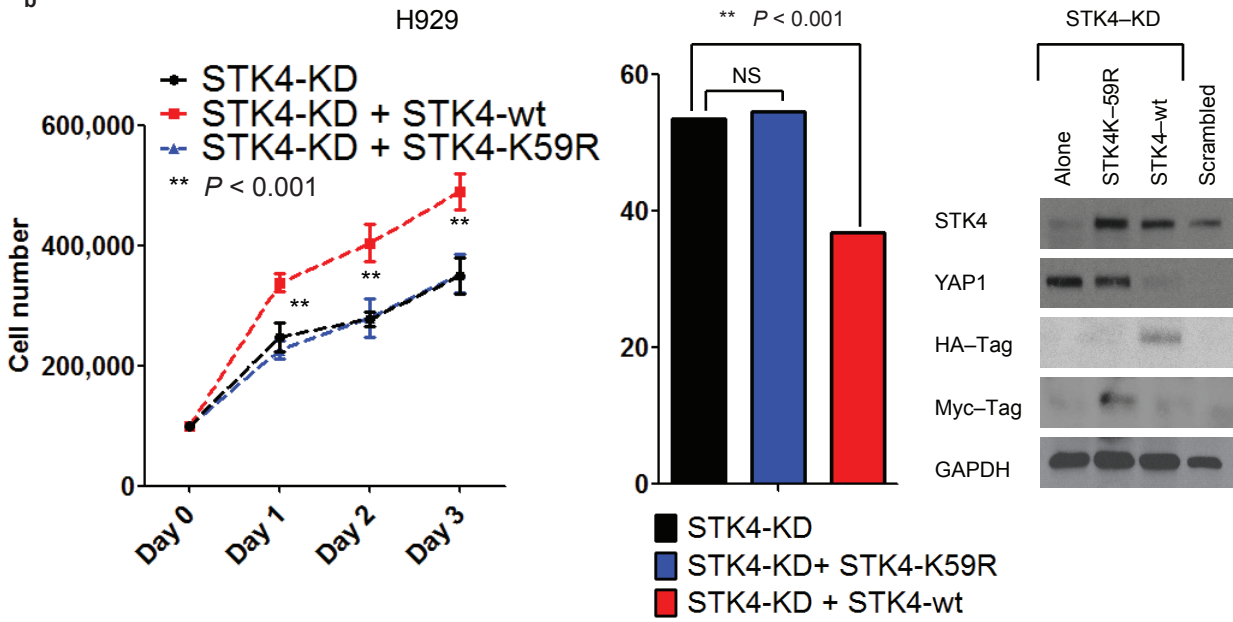 b
H929
STK4-KD
STK4-KD + STK4-wt
STK4-KD + STK4-K59R
** P < 0.001
Cell number
600,000
400,000
200,000
0
**
**
**
Day 0
Day 1
Day 2
Day 3
** P < 0.001
NS
60
40
20
0
STK4-KD
STK4-KD+ STK4-K59R
STK4-KD + STK4-wt
STK4–KD
Alone
STK4K–59R
STK4–wt
Scrambled
STK4
YAP1
HA–Tag
Myc–Tag
GAPDH